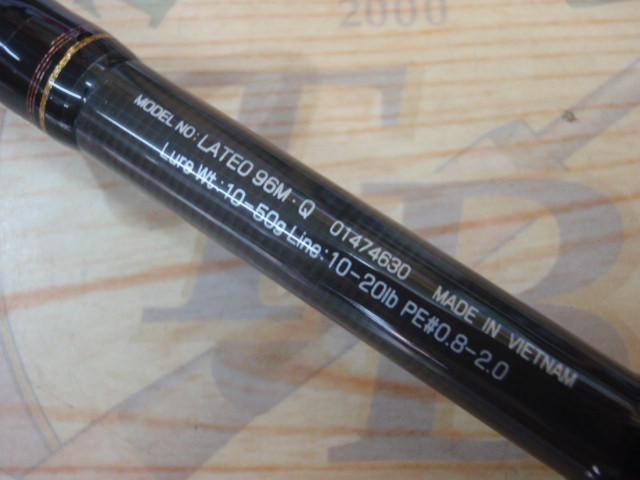 2000
T
B
MODEL NO: LATEO 96M・Q 01474630 MADE IN VIETNAM
Lure Wt.:10-50g Line:10-20lb PE#0.8-2.0